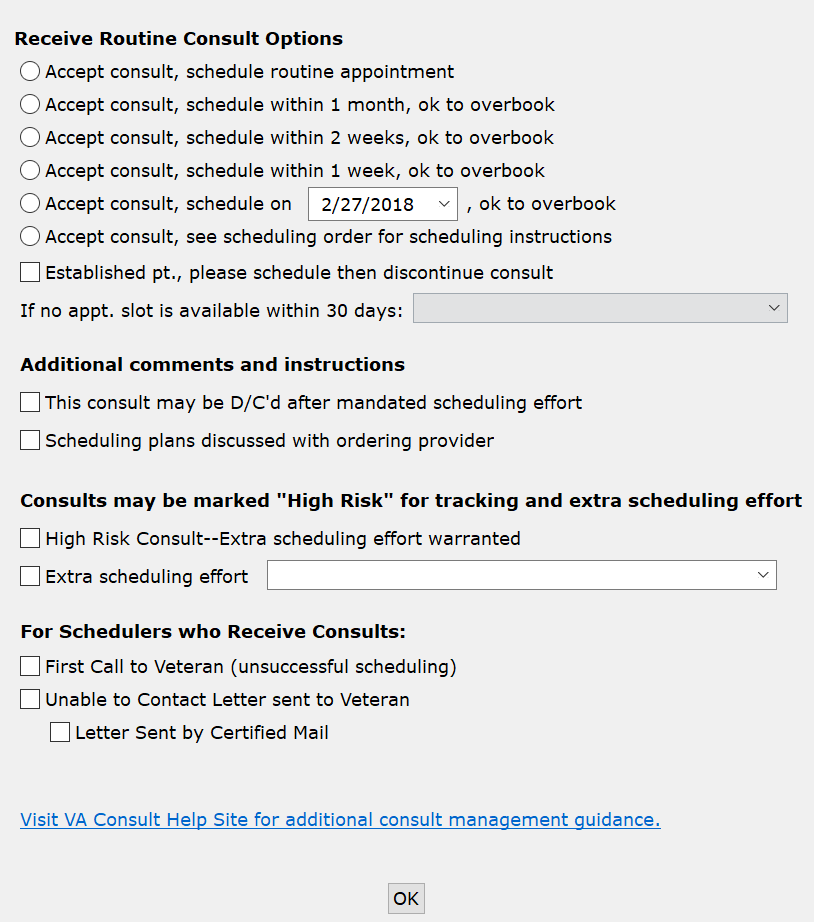 Receive Routine Consult Options
Accept consult, schedule routine appointment
Accept consult, schedule within 1 month, ok to overbook
Accept consult, schedule within 2 weeks, ok to overbook
Accept consult, schedule within 1 week, ok to overbook
Accept consult, schedule on 2/27/2018 , ok to overbook
Accept consult, see scheduling order for scheduling instructions
Established pt., please schedule then discontinue consult
If no appt. slot is available within 30 days:
Additional comments and instructions
This consult may be D/C'd after mandated scheduling effort
Scheduling plans discussed with ordering provider
Consults may be marked "High Risk" for tracking and extra scheduling effort
High Risk Consult--Extra scheduling effort warranted
Extra scheduling effort
For Schedulers who Receive Consults:
First Call to Veteran (unsuccessful scheduling)
Unable to Contact Letter sent to Veteran
Letter Sent by Certified Mail
Visit VA Consult Help Site for additional consult management guidance.
OK